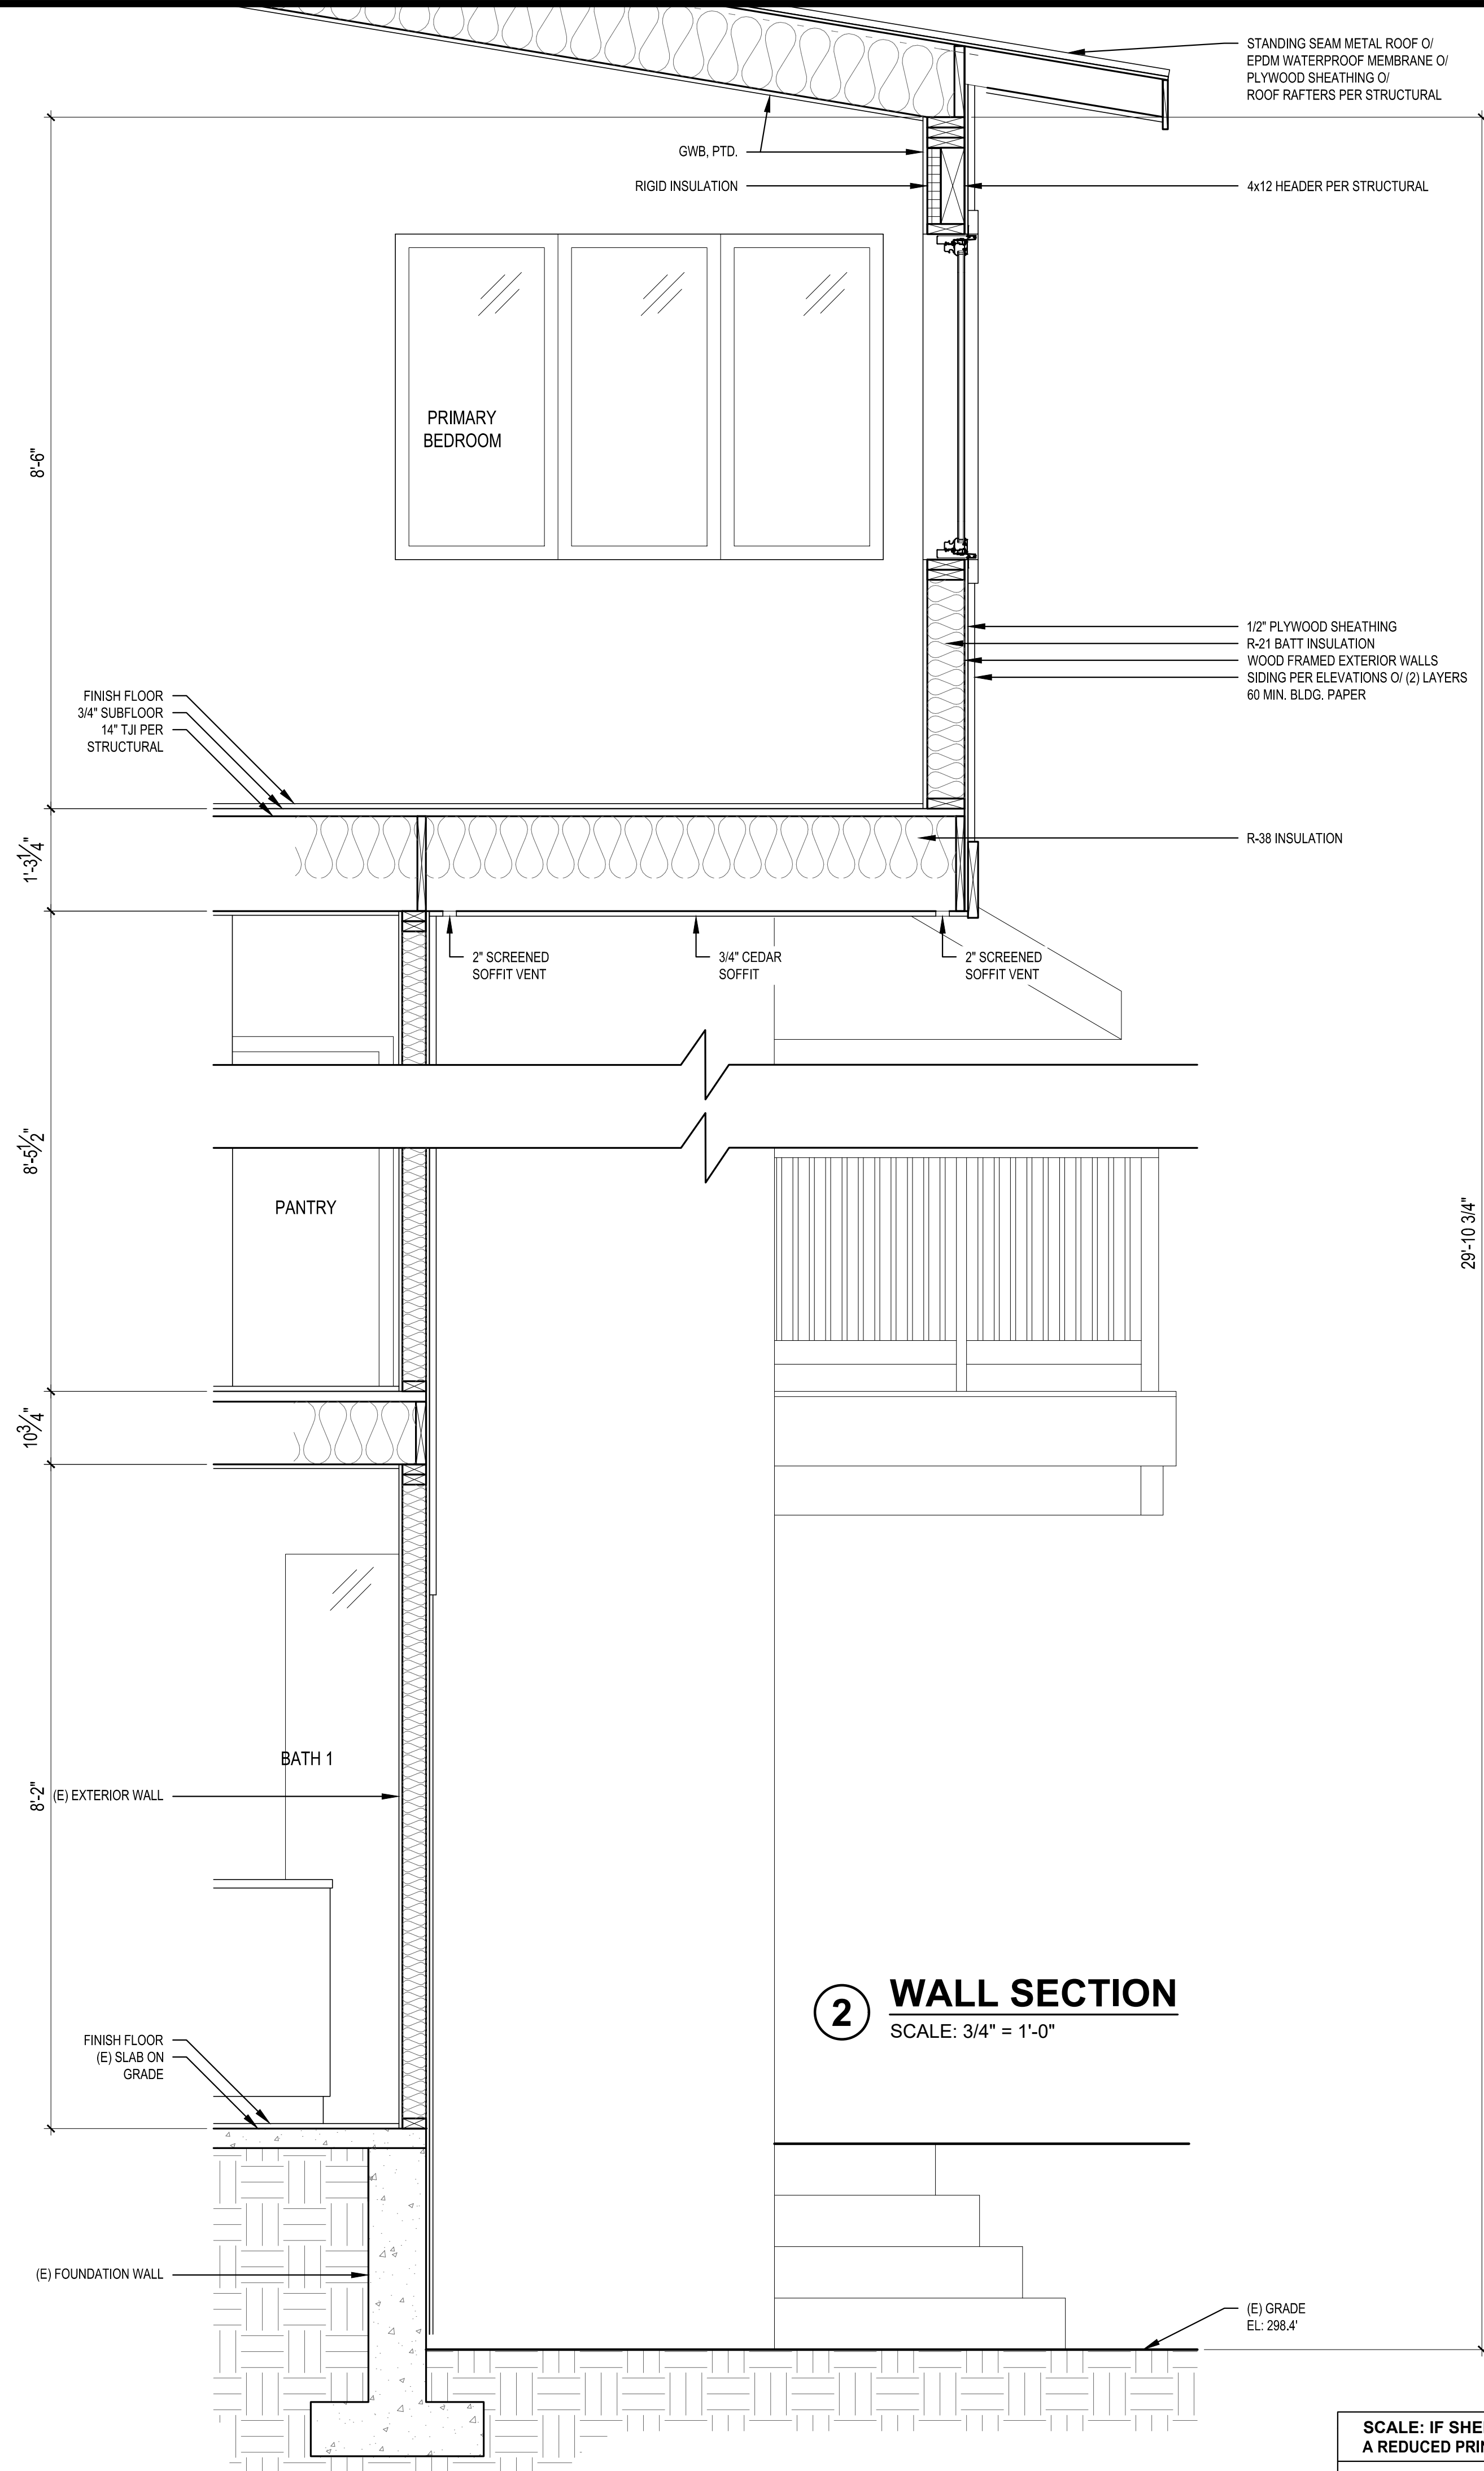 STANDING SEAM METAL ROOF O/
EPDM WATERPROOF MEMBRANE O/
PLYWOOD SHEATHING O/
ROOF RAFTERS PER STRUCTURAL
GWB, PTD.
RIGID INSULATION
4x12 HEADER PER STRUCTURAL
PRIMARY
BEDROOM
8'-6"
1/2" PLYWOOD SHEATHING
R-21 BATT INSULATION
WOOD FRAMED EXTERIOR WALLS
SIDING PER ELEVATIONS O/ (2) LAYERS
60 MIN. BLDG. PAPER
FINISH FLOOR
3/4" SUBFLOOR
14" TJI PER
STRUCTURAL
R-38 INSULATION
1'-3 1/4"
2" SCREENED
SOFFIT VENT
3/4" CEDAR
SOFFIT
2" SCREENED
SOFFIT VENT
8'-5 1/2"
PANTRY
29'-10 3/4"
10 3/4"
BATH 1
8'-2"
(E) EXTERIOR WALL
2
WALL SECTION
SCALE: 3/4" = 1'-0"
FINISH FLOOR
(E) SLAB ON
GRADE
(E) FOUNDATION WALL
(E) GRADE
EL: 298.4'
SCALE: IF SHE
A REDUCED PRI